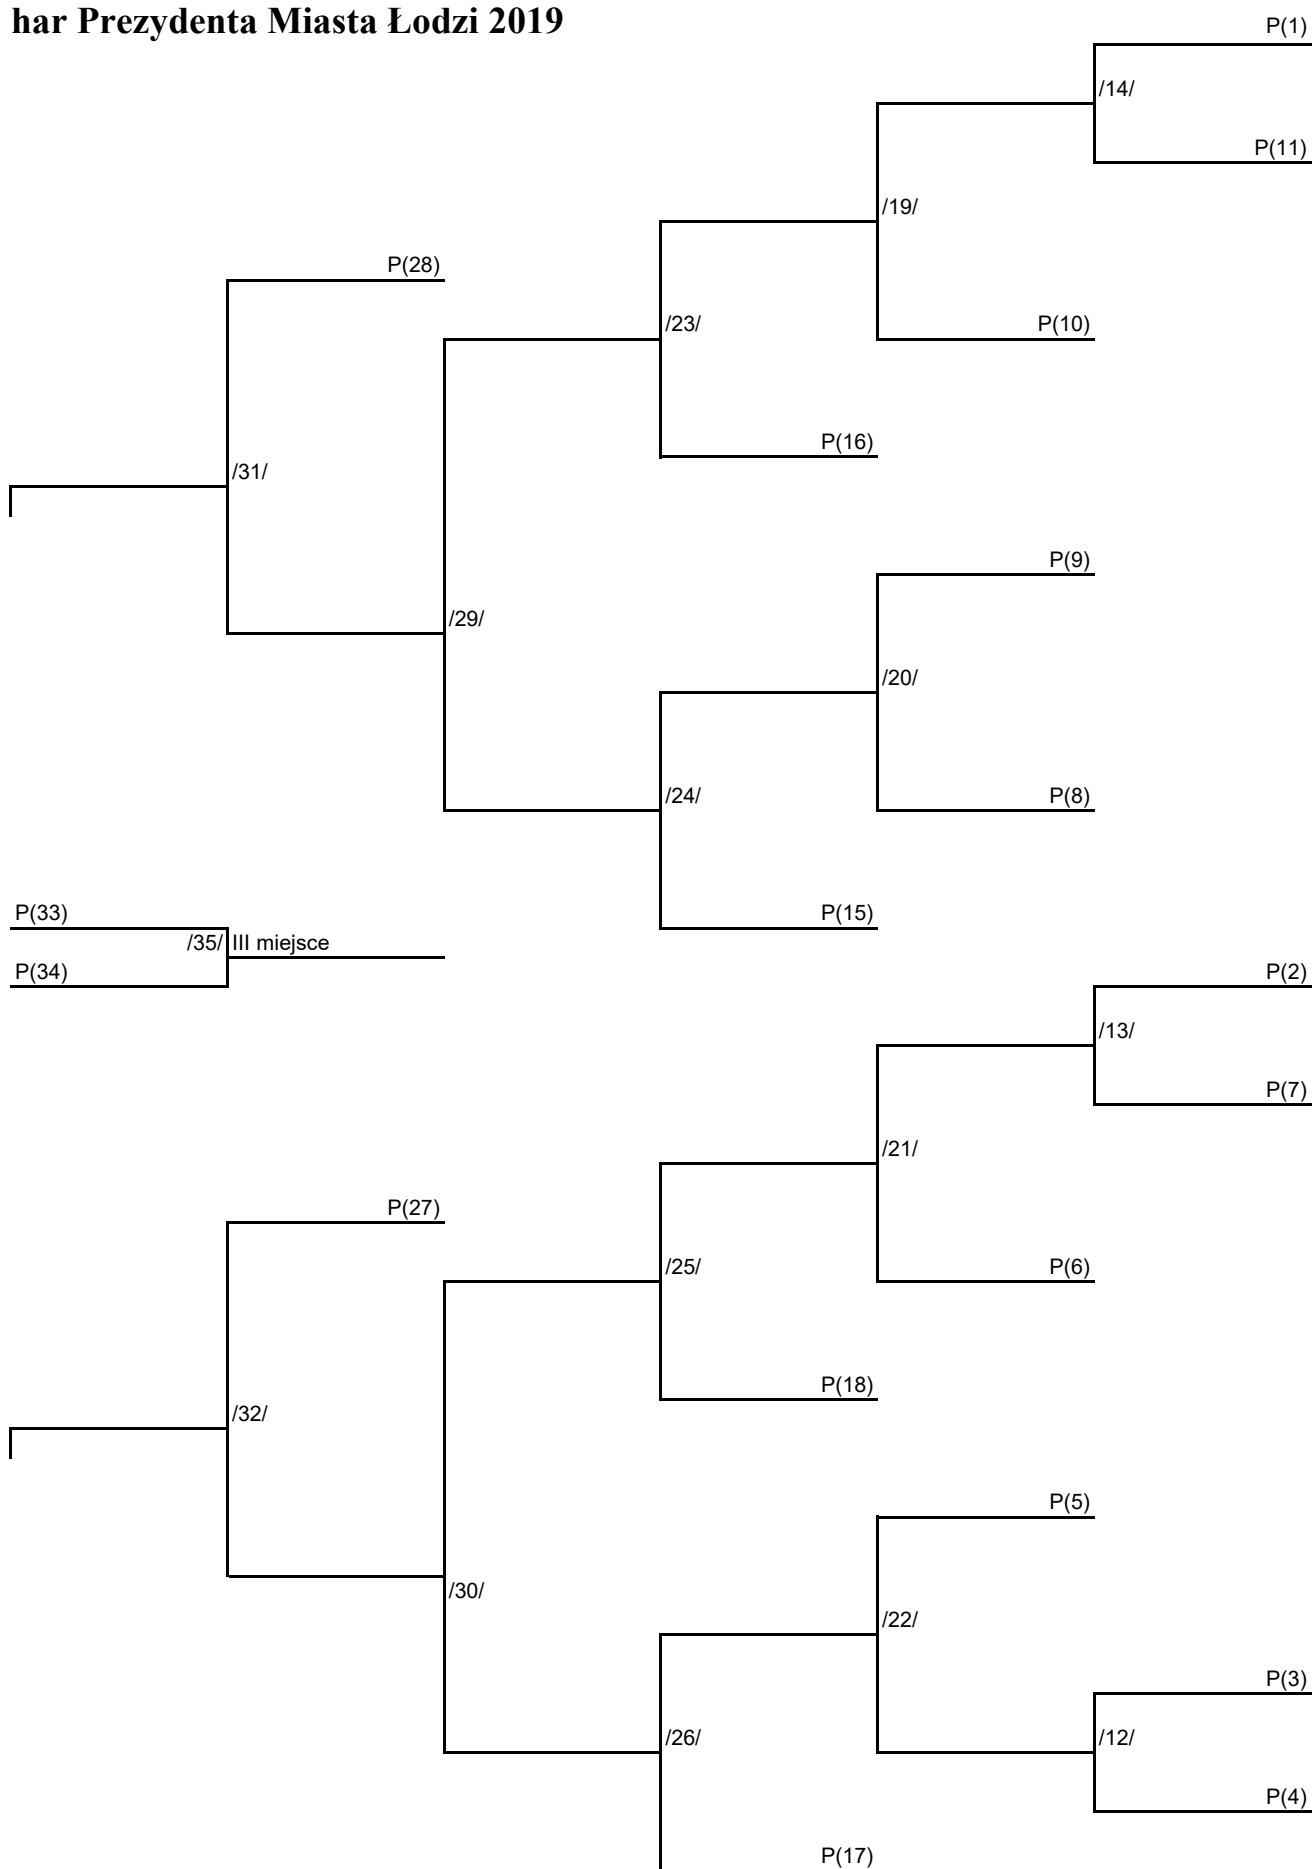 har Prezydenta Miasta Łodzi 2019
P(1)
/14/
P(11)
/19/
P(28)
/23/
P(10)
P(16)
/31/
P(9)
/29/
/20/
/24/
P(8)
P(33)
P(15)
/35/ III miejsce
P(34)
P(2)
/13/
P(7)
/21/
P(27)
/25/
P(6)
P(18)
/32/
P(5)
/30/
/22/
P(3)
/26/
/12/
P(4)
P(17)